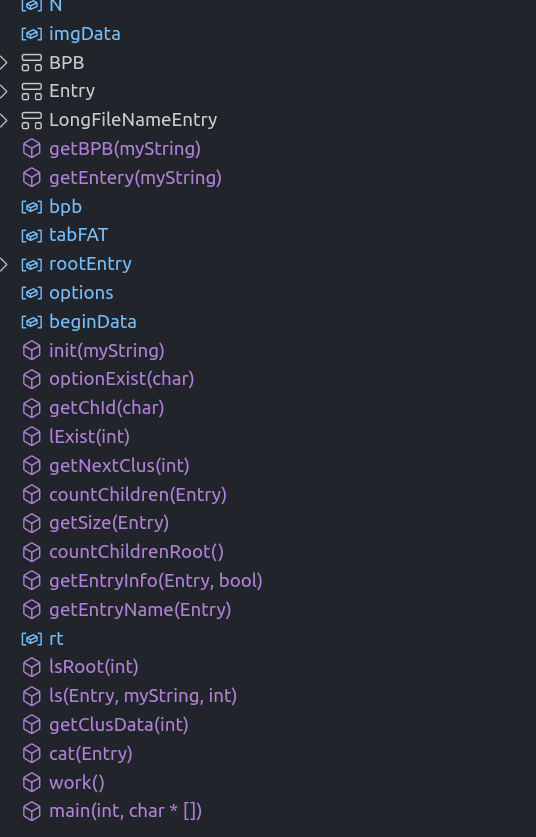 N
imgData
BPB
Entry
LongFileNameEntry
getBPB(myString)
getEntery(myString)
bpb
tabFAT
rootEntry
options
beginData
init(myString)
optionExist(char)
getChId(char)
lExist(int)
getNextClus(int)
countChildren(Entry)
getSize(Entry)
countChildrenRoot()
getEntryInfo(Entry, bool)
getEntryName(Entry)
rt
lsRoot(int)
ls(Entry, myString, int)
getClusData(int)
cat(Entry)
work()
main(int, char * [])